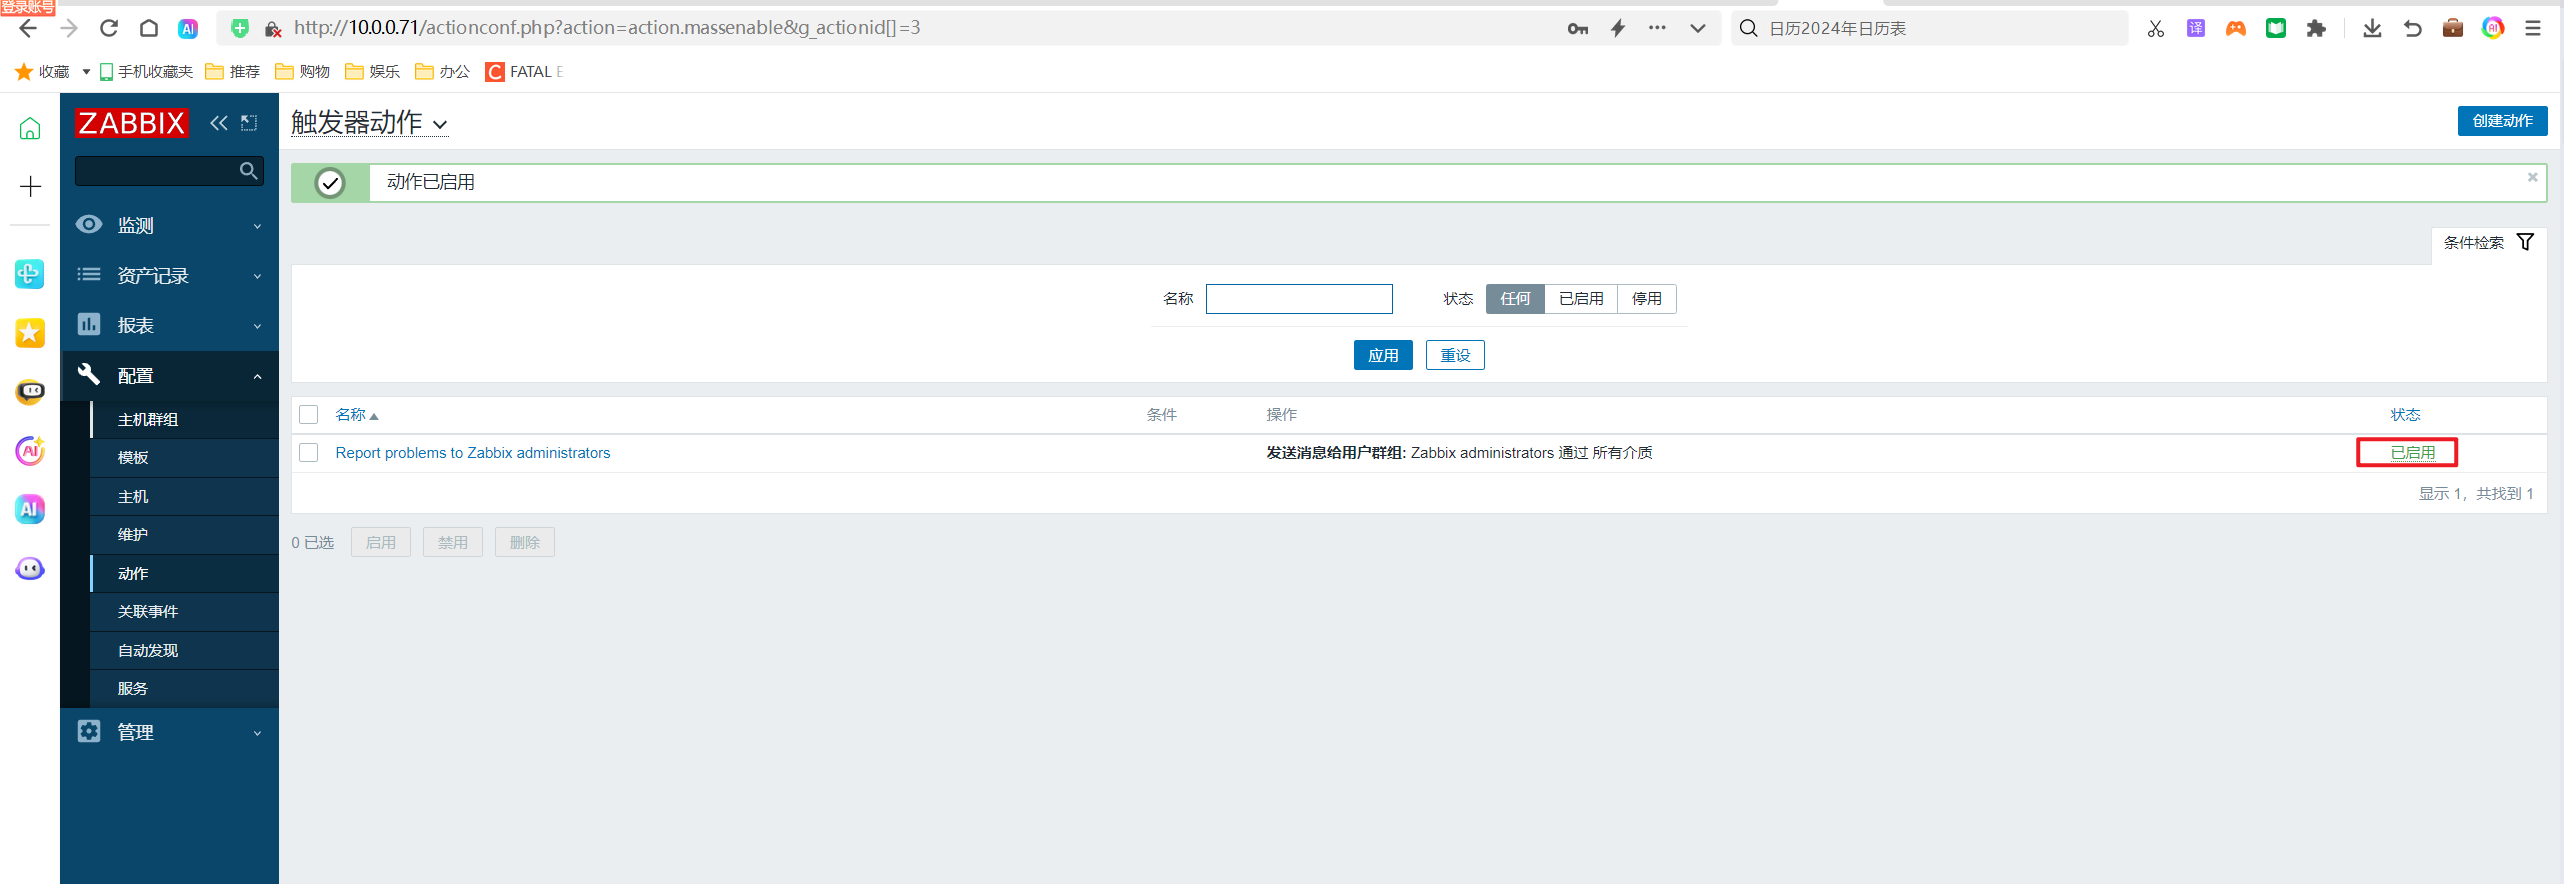 登录账号
http://10.0.0.71/actionconf.php?action=action.massenable&g_actionid[]=3
日历2024年日历表
收藏 手机收藏夹 推荐 购物 娱乐 办公 FATAL E
ZABBIX
触发器动作
创建动作
动作已启用
条件检索
名称
状态 任何 已启用 停用
应用 重设
监测
资产记录
报表
配置
主机群组
模板
主机
维护
动作
关联事件
自动发现
服务
管理
名称 条件 操作 状态
Report problems to Zabbix administrators 发送消息给用户群组: Zabbix administrators 通过 所有介质 已启用
显示 1，共找到 1
0 已选 启用 禁用 删除